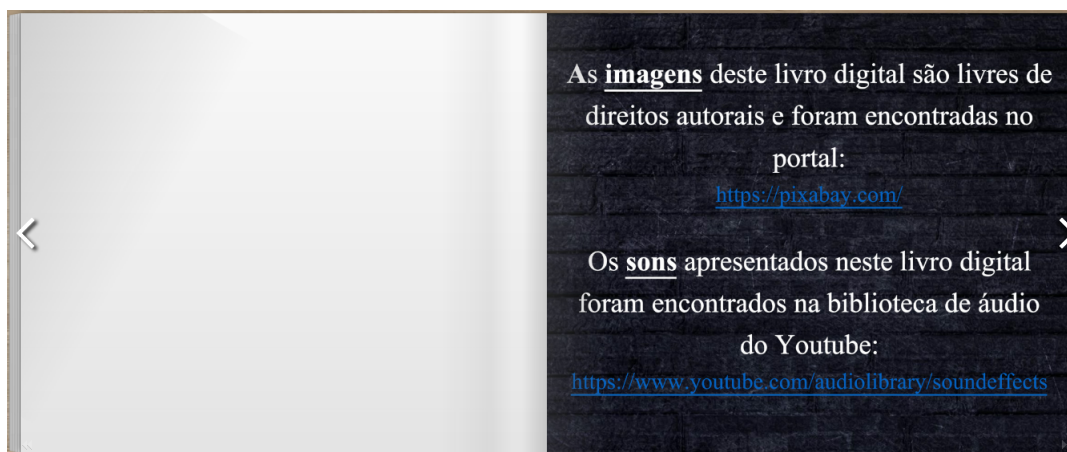 As imagens deste livro digital são livres de
direitos autorais e foram encontradas no
portal:
https://pixabay.com/
Os sons apresentados neste livro digital
foram encontrados na biblioteca de áudio
do Youtube:
https://www.youtube.com/audiolibrary/soundeffects